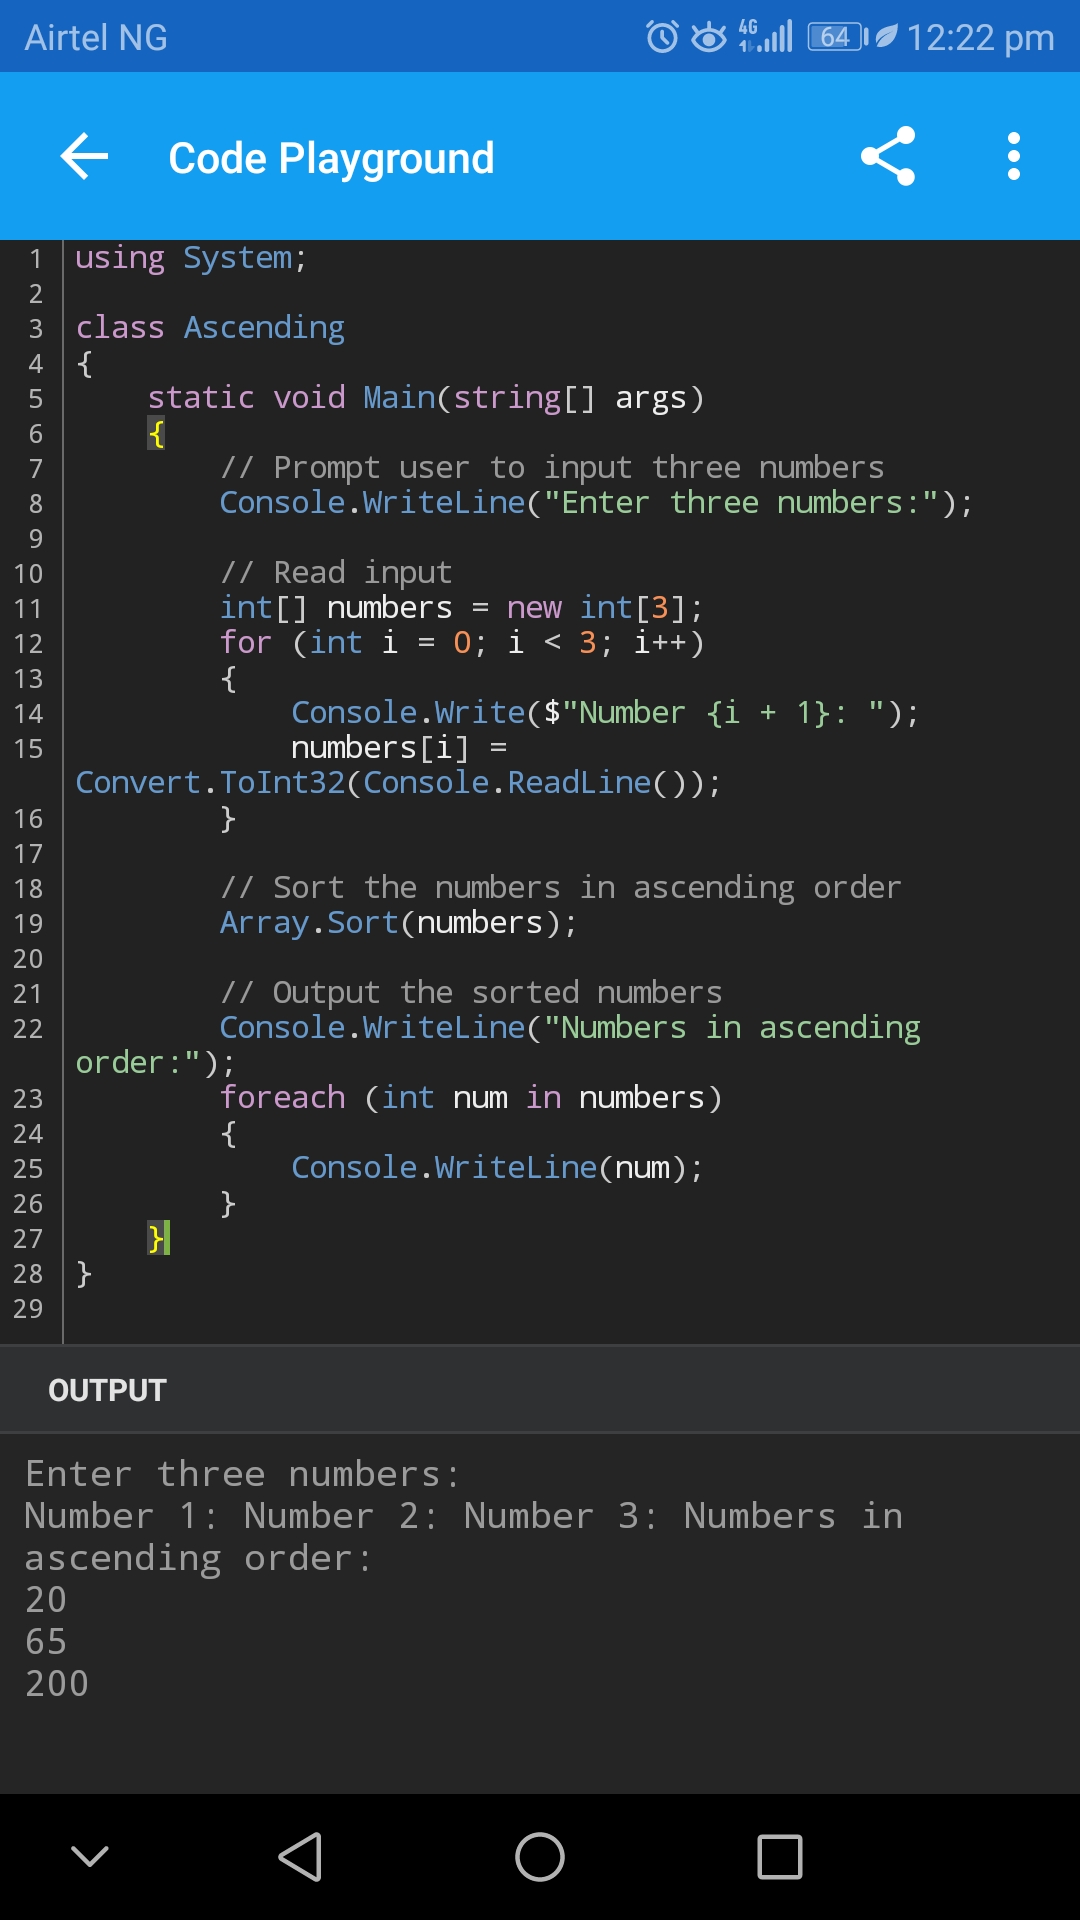 Airtel NG 4G 64 12:22 pm
Code Playground
1 using System;
2
3 class Ascending
4 {
5     static void Main(string[] args)
6     {
7         // Prompt user to input three numbers
8         Console.WriteLine("Enter three numbers:");
9
10         // Read input
11         int[] numbers = new int[3];
12         for (int i = 0; i < 3; i++)
13         {
14             Console.Write($"Number {i + 1}: ");
15             numbers[i] =
Convert.ToInt32(Console.ReadLine());
16         }
17
18         // Sort the numbers in ascending order
19         Array.Sort(numbers);
20
21         // Output the sorted numbers
22         Console.WriteLine("Numbers in ascending
order:");
23         foreach (int num in numbers)
24         {
25             Console.WriteLine(num);
26         }
27     }
28 }
29
OUTPUT
Enter three numbers:
Number 1: Number 2: Number 3: Numbers in
ascending order:
20
65
200